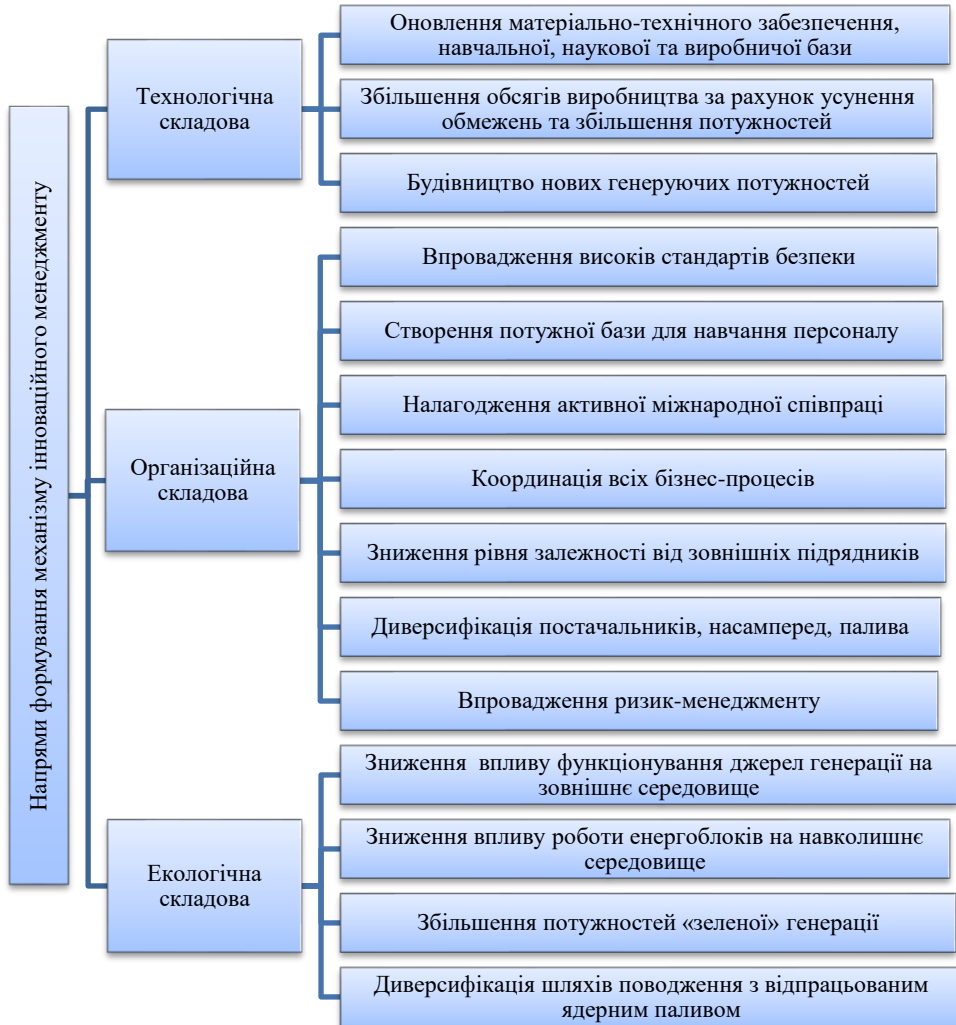 Напрями формування механізму інноваційного менеджменту
Технологічна
складова
Оновлення матеріально-технічного забезпечення,
навчальної, наукової та виробничої бази
Збільшення обсягів виробництва за рахунок усунення
обмежень та збільшення потужностей
Будівництво нових генеруючих потужностей
Організаційна
складова
Впровадження високів стандартів безпеки
Створення потужної бази для навчання персоналу
Налагодження активної міжнародної співпраці
Координація всіх бізнес-процесів
Зниження рівня залежності від зовнішніх підрядників
Диверсифікація постачальників, насамперед, палива
Впровадження ризик-менеджменту
Екологічна
складова
Зниження впливу функціонування джерел генерації на
зовнішнє середовище
Зниження впливу роботи енергоблоків на навколишнє
середовище
Збільшення потужностей «зеленої» генерації
Диверсифікація шляхів поводження з відпрацьованим
ядерним паливом